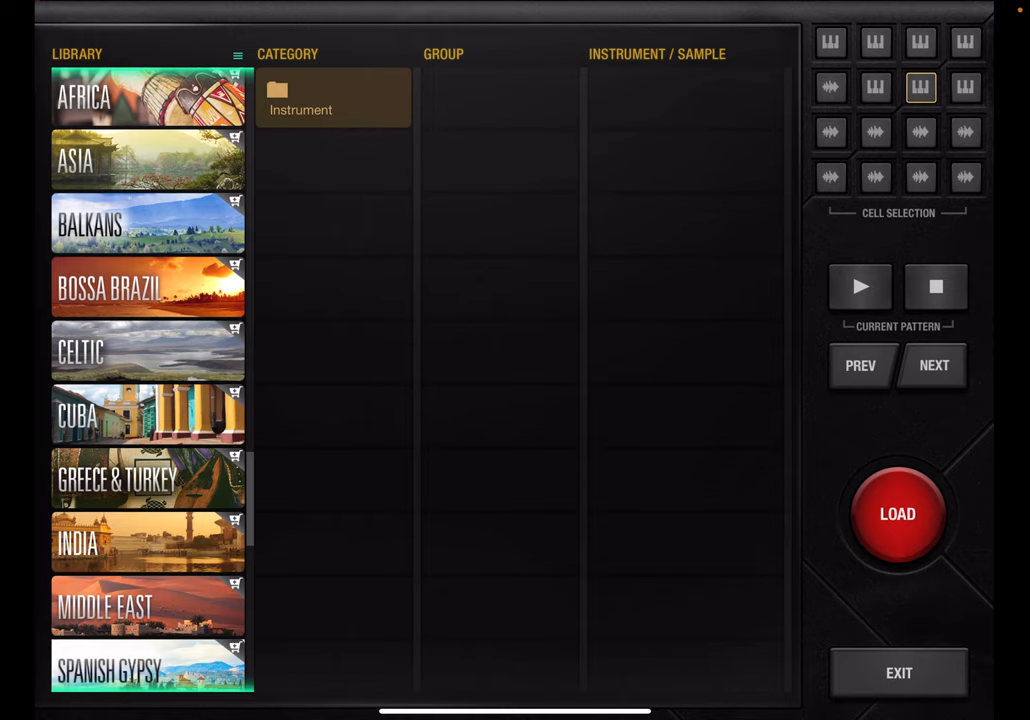 LIBRARY
CATEGORY
GROUP
INSTRUMENT / SAMPLE
AFRICA
ASIA
BALKANS
BOSSA BRAZIL
CELTIC
CUBA
GREECE & TURKEY
INDIA
MIDDLE EAST
SPANISH GYPSY
Instrument
CELL SELECTION
CURRENT PATTERN
PREV
NEXT
LOAD
EXIT